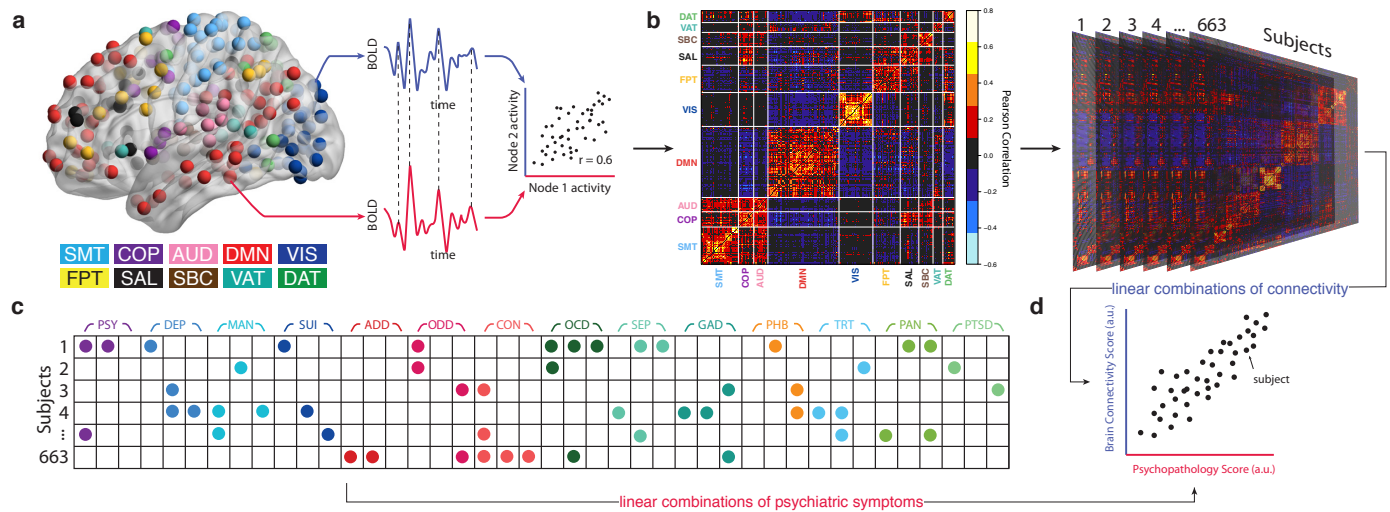 a
BOLD
time
BOLD
time
Node 2 activity
r = 0.6
Node 1 activity
SMT COP AUD DMN VIS
FPT SAL SBC VAT DAT
b
DAT
VAT
SBC
SAL
FPT
VIS
DMN
AUD
COP
SMT
SMT COP AUD DMN VIS FPT SAL SBC VAT DAT
0.8
0.6
0.4
0.2
0.0
-0.2
-0.4
-0.6
Pearson Correlation
1 2 3 4 ... 663
Subjects
linear combinations of connectivity
c
PSY DEP MAN SUI ADD ODD CON OCD SEP GAD PHB TRT PAN PTSD
Subjects
1
2
3
4
...
663
linear combinations of psychiatric symptoms
d
Brain Connectivity Score (a.u.)
subject
Psychopathology Score (a.u.)